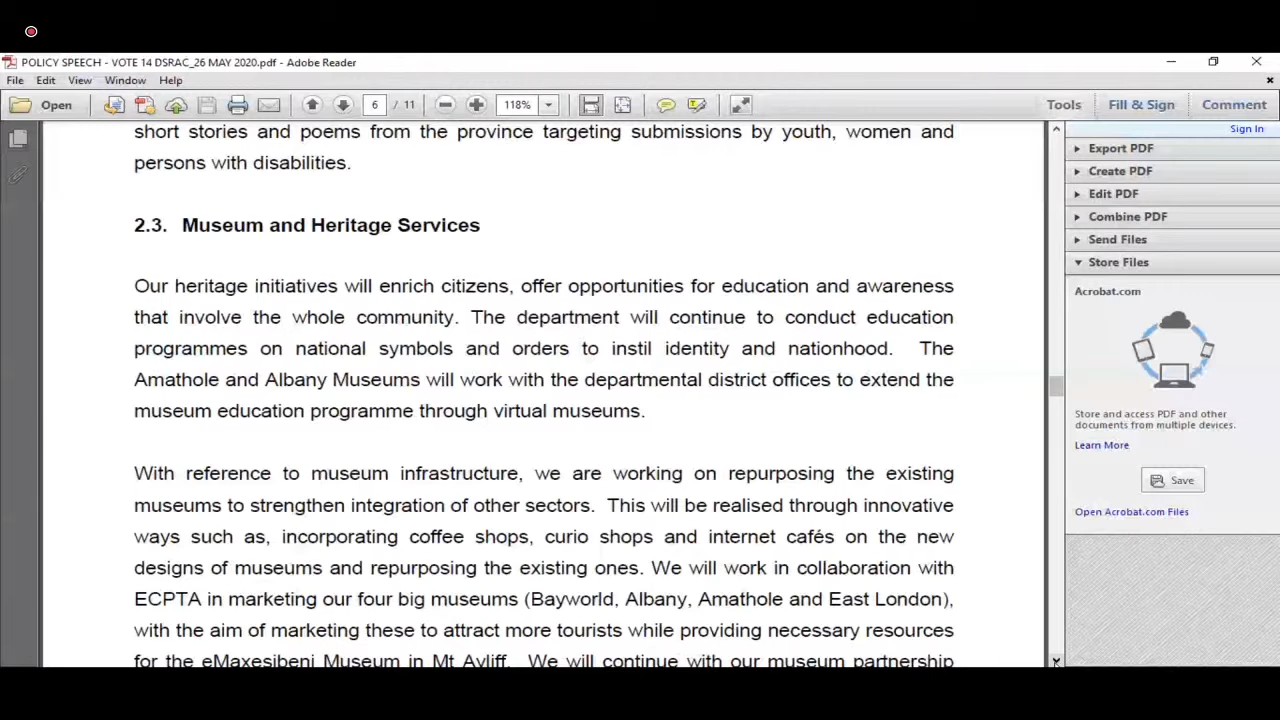 POLICY SPEECH - VOTE 14 DSRAC_26 MAY 2020.pdf - Adobe Reader
File Edit View Window Help
Open 6 / 11 118% Tools Fill & Sign Comment
Sign In
short stories and poems from the province targeting submissions by youth, women and
persons with disabilities.
2.3. Museum and Heritage Services
Our heritage initiatives will enrich citizens, offer opportunities for education and awareness
that involve the whole community. The department will continue to conduct education
programmes on national symbols and orders to instil identity and nationhood. The
Amathole and Albany Museums will work with the departmental district offices to extend the
museum education programme through virtual museums.
With reference to museum infrastructure, we are working on repurposing the existing
museums to strengthen integration of other sectors. This will be realised through innovative
ways such as, incorporating coffee shops, curio shops and internet cafés on the new
designs of museums and repurposing the existing ones. We will work in collaboration with
ECPTA in marketing our four big museums (Bayworld, Albany, Amathole and East London),
with the aim of marketing these to attract more tourists while providing necessary resources
for the eMaxesibeni Museum in Mt Ayliff. We will continue with our museum partnership
Export PDF
Create PDF
Edit PDF
Combine PDF
Send Files
Store Files
Acrobat.com
Store and access PDF and other
documents from multiple devices.
Learn More
Save
Open Acrobat.com Files